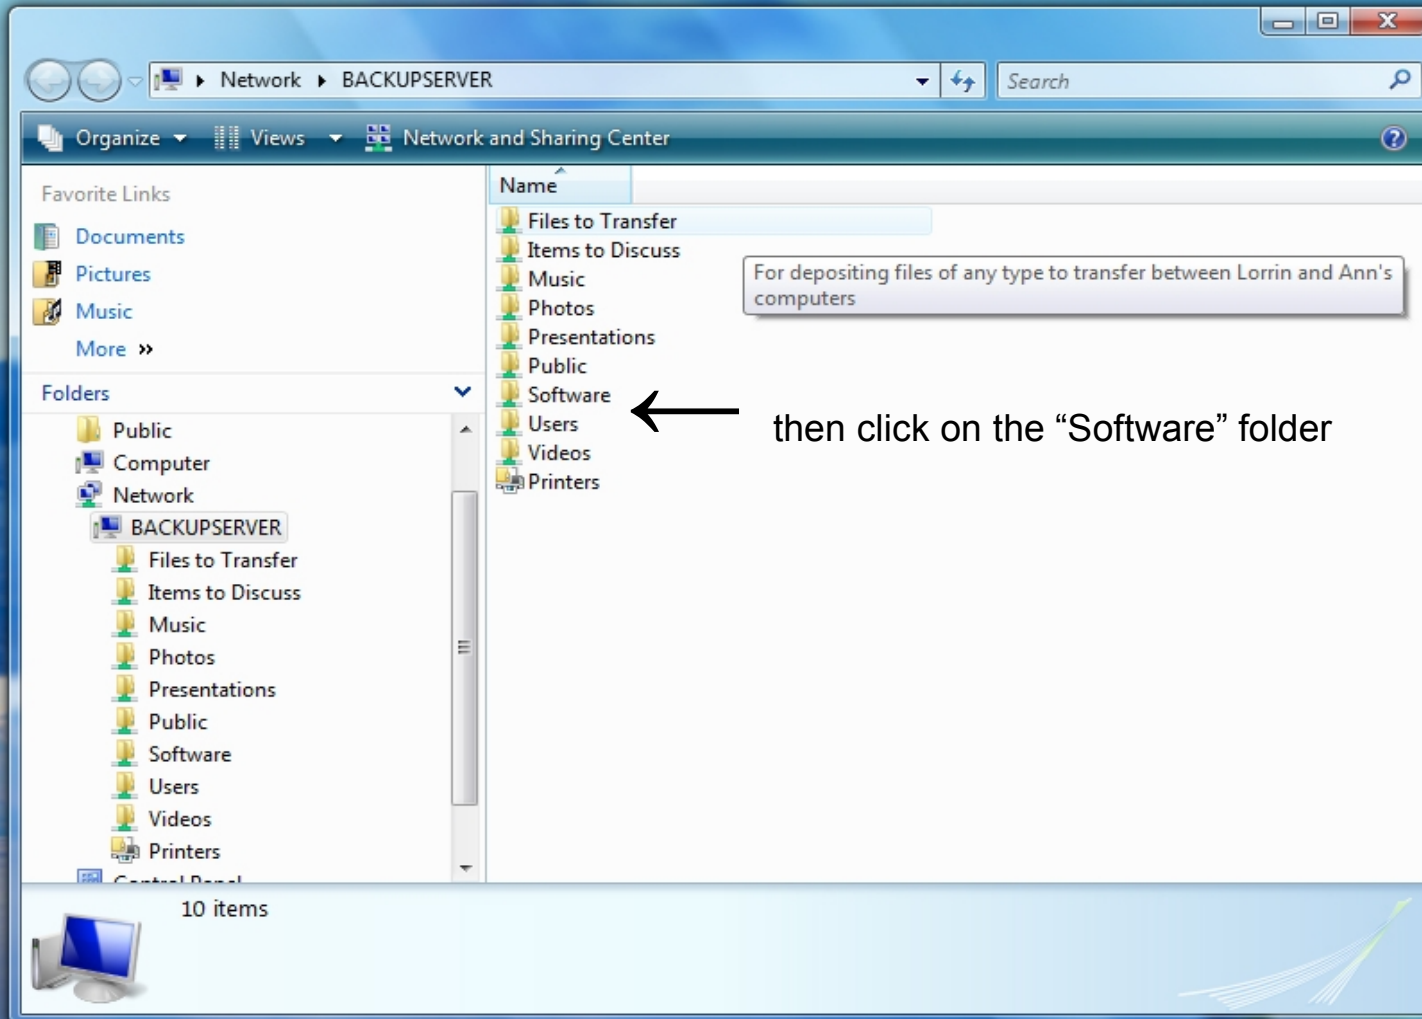 Network ▸ BACKUPSERVER
Search
Organize
Views
Network and Sharing Center
Favorite Links
Documents
Pictures
Music
More »
Folders
Public
Computer
Network
BACKUPSERVER
Files to Transfer
Items to Discuss
Music
Photos
Presentations
Public
Software
Users
Videos
Printers
Control Panel
Name
Files to Transfer
Items to Discuss
Music
Photos
Presentations
Public
Software
Users
Videos
Printers
For depositing files of any type to transfer between Lorrin and Ann's
computers
then click on the “Software” folder
10 items